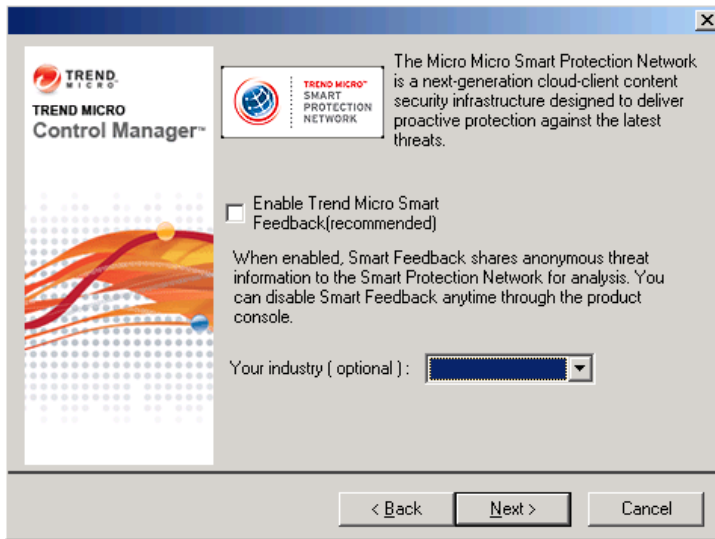 TREND
MICRO
TREND MICRO
Control Manager™
TREND MICRO™
SMART
PROTECTION
NETWORK
The Micro Micro Smart Protection Network
is a next-generation cloud-client content
security infrastructure designed to deliver
proactive protection against the latest
threats.
Enable Trend Micro Smart
Feedback(recommended)
When enabled, Smart Feedback shares anonymous threat
information to the Smart Protection Network for analysis. You
can disable Smart Feedback anytime through the product
console.
Your industry ( optional ) :
< Back
Next >
Cancel